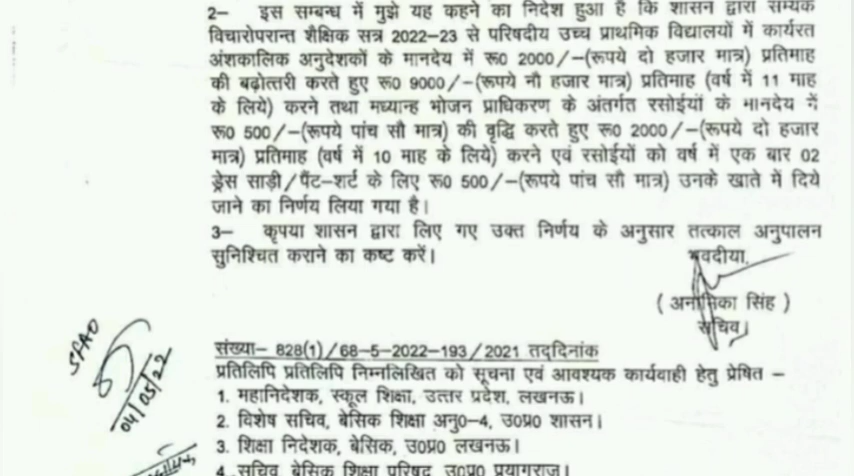 2– इस सम्बन्ध में मुझे यह कहने का निदेश हुआ है कि शासन द्वारा सम्यक
विचारोपरान्त शैक्षिक सत्र 2022–23 से परिषदीय उच्च प्राथमिक विद्यालयों में कार्यरत
अंशकालिक अनुदेशकों के मानदेय में रू0 2000/–(रूपये दो हजार मात्र) प्रतिमाह
की बढ़ोत्तरी करते हुए रू0 9000/–(रूपये नौ हजार मात्र) प्रतिमाह (वर्ष में 11 माह
के लिये) करने तथा मध्यान्ह भोजन प्राधिकरण के अंतर्गत रसोईयों के मानदेय में
रू0 500/–(रूपये पांच सौ मात्र) की वृद्धि करते हुए रू0 2000/–(रूपये दो हजार
मात्र) प्रतिमाह (वर्ष में 10 माह के लिये) करने एवं रसोईयों को वर्ष में एक बार 02
ड्रेस साड़ी/पैंट–शर्ट के लिए रू0 500/–(रूपये पांच सौ मात्र) उनके खाते में दिये
जाने का निर्णय लिया गया है।
3– कृपया शासन द्वारा लिए गए उक्त निर्णय के अनुसार तत्काल अनुपालन
सुनिश्चित कराने का कष्ट करें।
भवदीया,
( अनामिका सिंह )
सचिव।
SPAO
04/05/22
संख्या– 828(1)/68–5–2022–193/2021 तद्दिनांक
प्रतिलिपि प्रतिलिपि निम्नलिखित को सूचना एवं आवश्यक कार्यवाही हेतु प्रेषित –
1. महानिदेशक, स्कूल शिक्षा, उत्तर प्रदेश, लखनऊ।
2. विशेष सचिव, बेसिक शिक्षा अनु0–4, उ0प्र0 शासन।
3. शिक्षा निदेशक, बेसिक, उ0प्र0 लखनऊ।
4. सचिव, बेसिक शिक्षा परिषद, उ0प्र0 प्रयागराज।